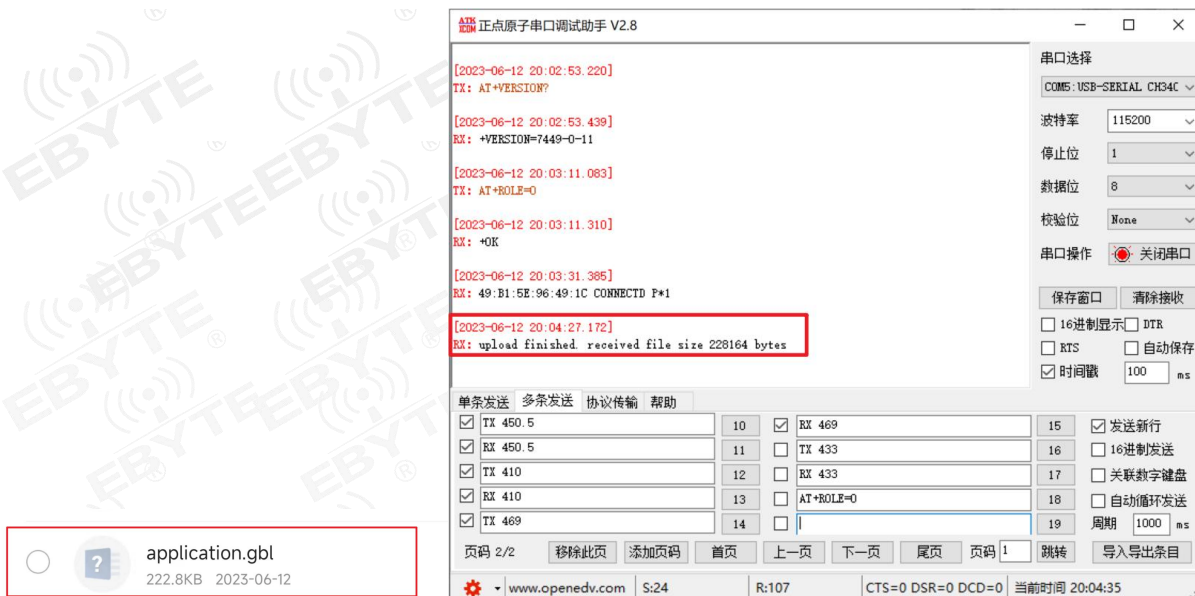 EBYTE
EBYTE
EBYTE
EBYTE
EBYTE
EBYTE
application.gbl
222.8KB 2023-06-12
ATK
ICOM 正点原子串口调试助手 V2.8
[2023-06-12 20:02:53.220]
TX: AT+VERSION?
[2023-06-12 20:02:53.439]
RX: +VERSION=7449-0-11
[2023-06-12 20:03:11.083]
TX: AT+ROLE=0
[2023-06-12 20:03:11.310]
RX: +OK
[2023-06-12 20:03:31.385]
RX: 49:B1:5E:96:49:1C CONNECTD P*1
[2023-06-12 20:04:27.172]
RX: upload finished. received file size 228164 bytes
串口选择
COM5:USB-SERIAL CH34C
波特率 115200
停止位 1
数据位 8
校验位 None
串口操作 关闭串口
保存窗口 清除接收
16进制显示 DTR
RTS 自动保存
时间戳 100 ms
单条发送 多条发送 协议传输 帮助
TX 450.5 10 RX 469 15 发送新行
RX 450.5 11 TX 433 16 16进制发送
TX 410 12 RX 433 17 关联数字键盘
RX 410 13 AT+ROLE=0 18 自动循环发送
TX 469 14 19 周期 1000 ms
页码 2/2 移除此页 添加页码 首页 上一页 下一页 尾页 页码 1 跳转 导入导出条目
www.openedv.com S:24 R:107 CTS=0 DSR=0 DCD=0 当前时间 20:04:35